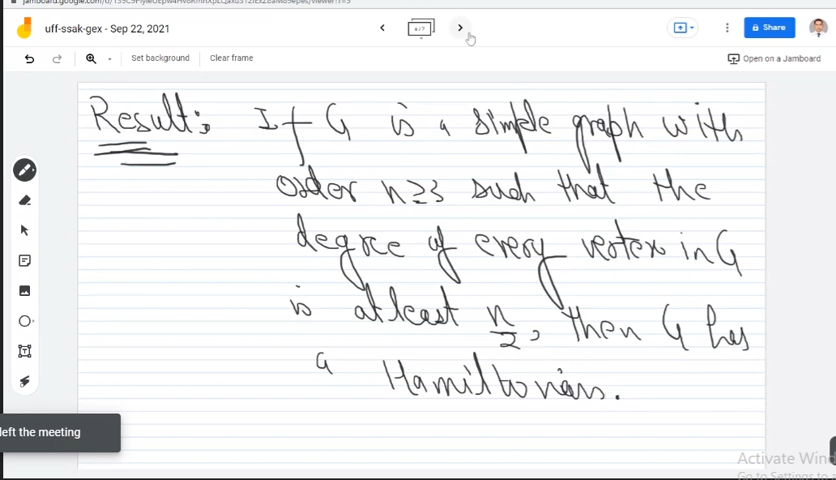 uff-ssak-gex - Sep 22, 2021
Share
Set background
Clear frame
Open on a Jamboard
Result:
If G is a simple graph with
order n≥3 such that the
degree of every vertex in G
is atleast n/2, then G has
a Hamiltonian.
left the meeting
Activate Wind